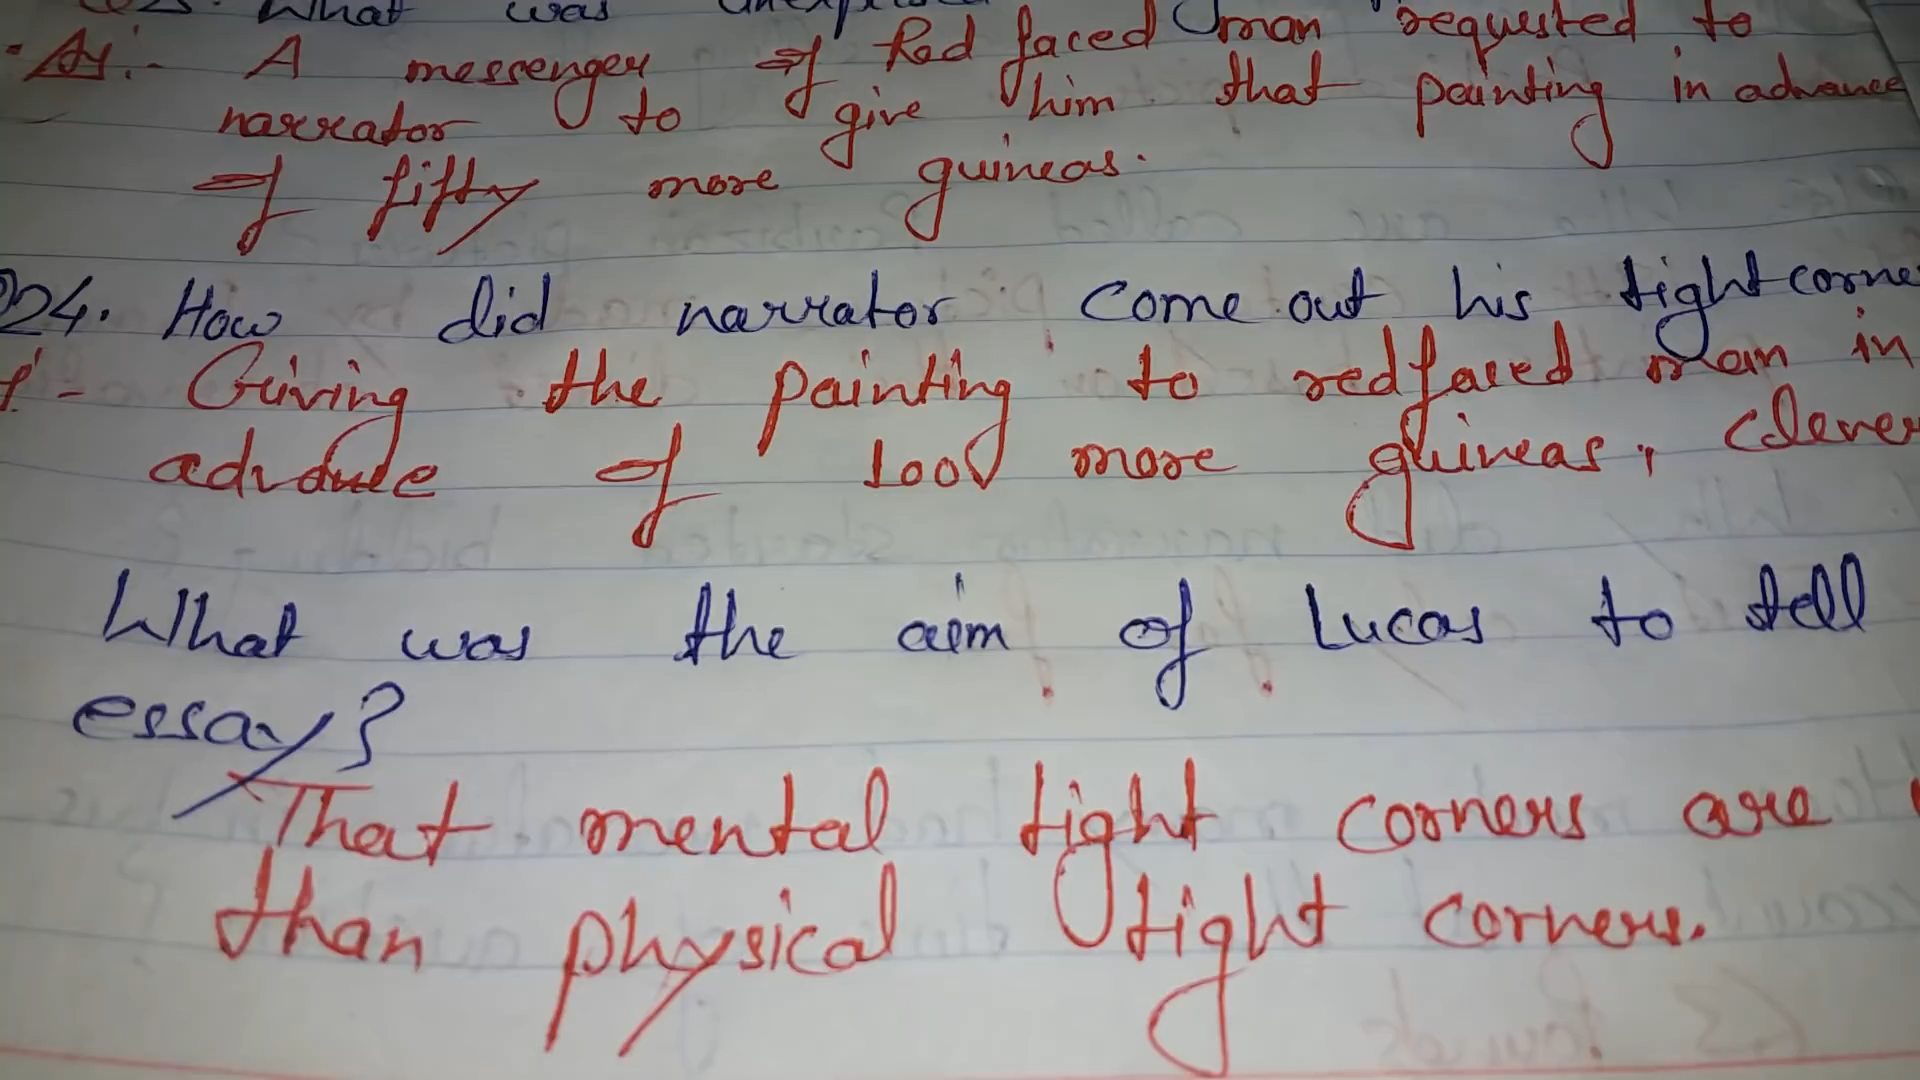 What was
Ans:- A messenger of Red faced man requested to
narrator to give him that painting in advance
of fifty more guineas.
Q24. How did narrator come out his tight corne
Giving the painting to redfaced man in
advance of 100 more guineas, clever
What was the aim of Lucas to tell
essay?
That mental tight corners are
than physical tight corners.